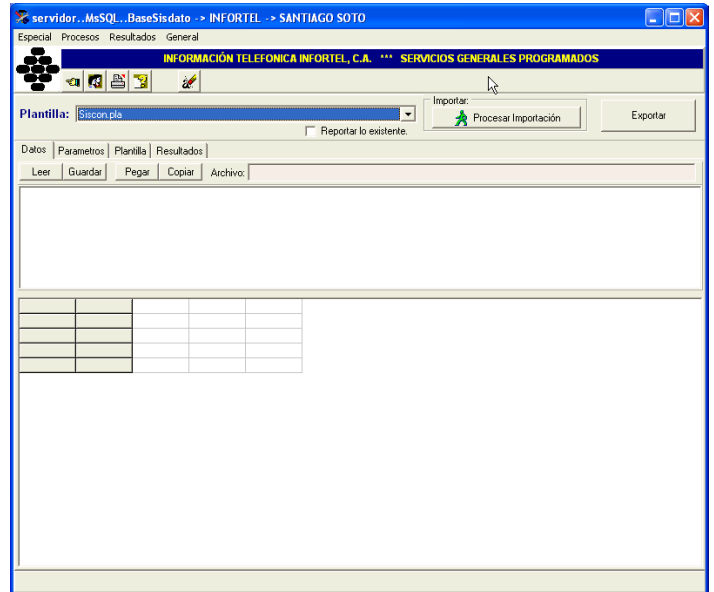 servidor..MsSQL..BaseSisdato -> INFORTEL -> SANTIAGO SOTO
Especial Procesos Resultados General
INFORMACIÓN TELEFONICA INFORTEL, C.A. *** SERVICIOS GENERALES PROGRAMADOS
Importar:
Plantilla: Siscon.pla Procesar Importación Exportar
Reportar lo existente.
Datos Parametros Plantilla Resultados
Leer Guardar Pegar Copiar Archivo: